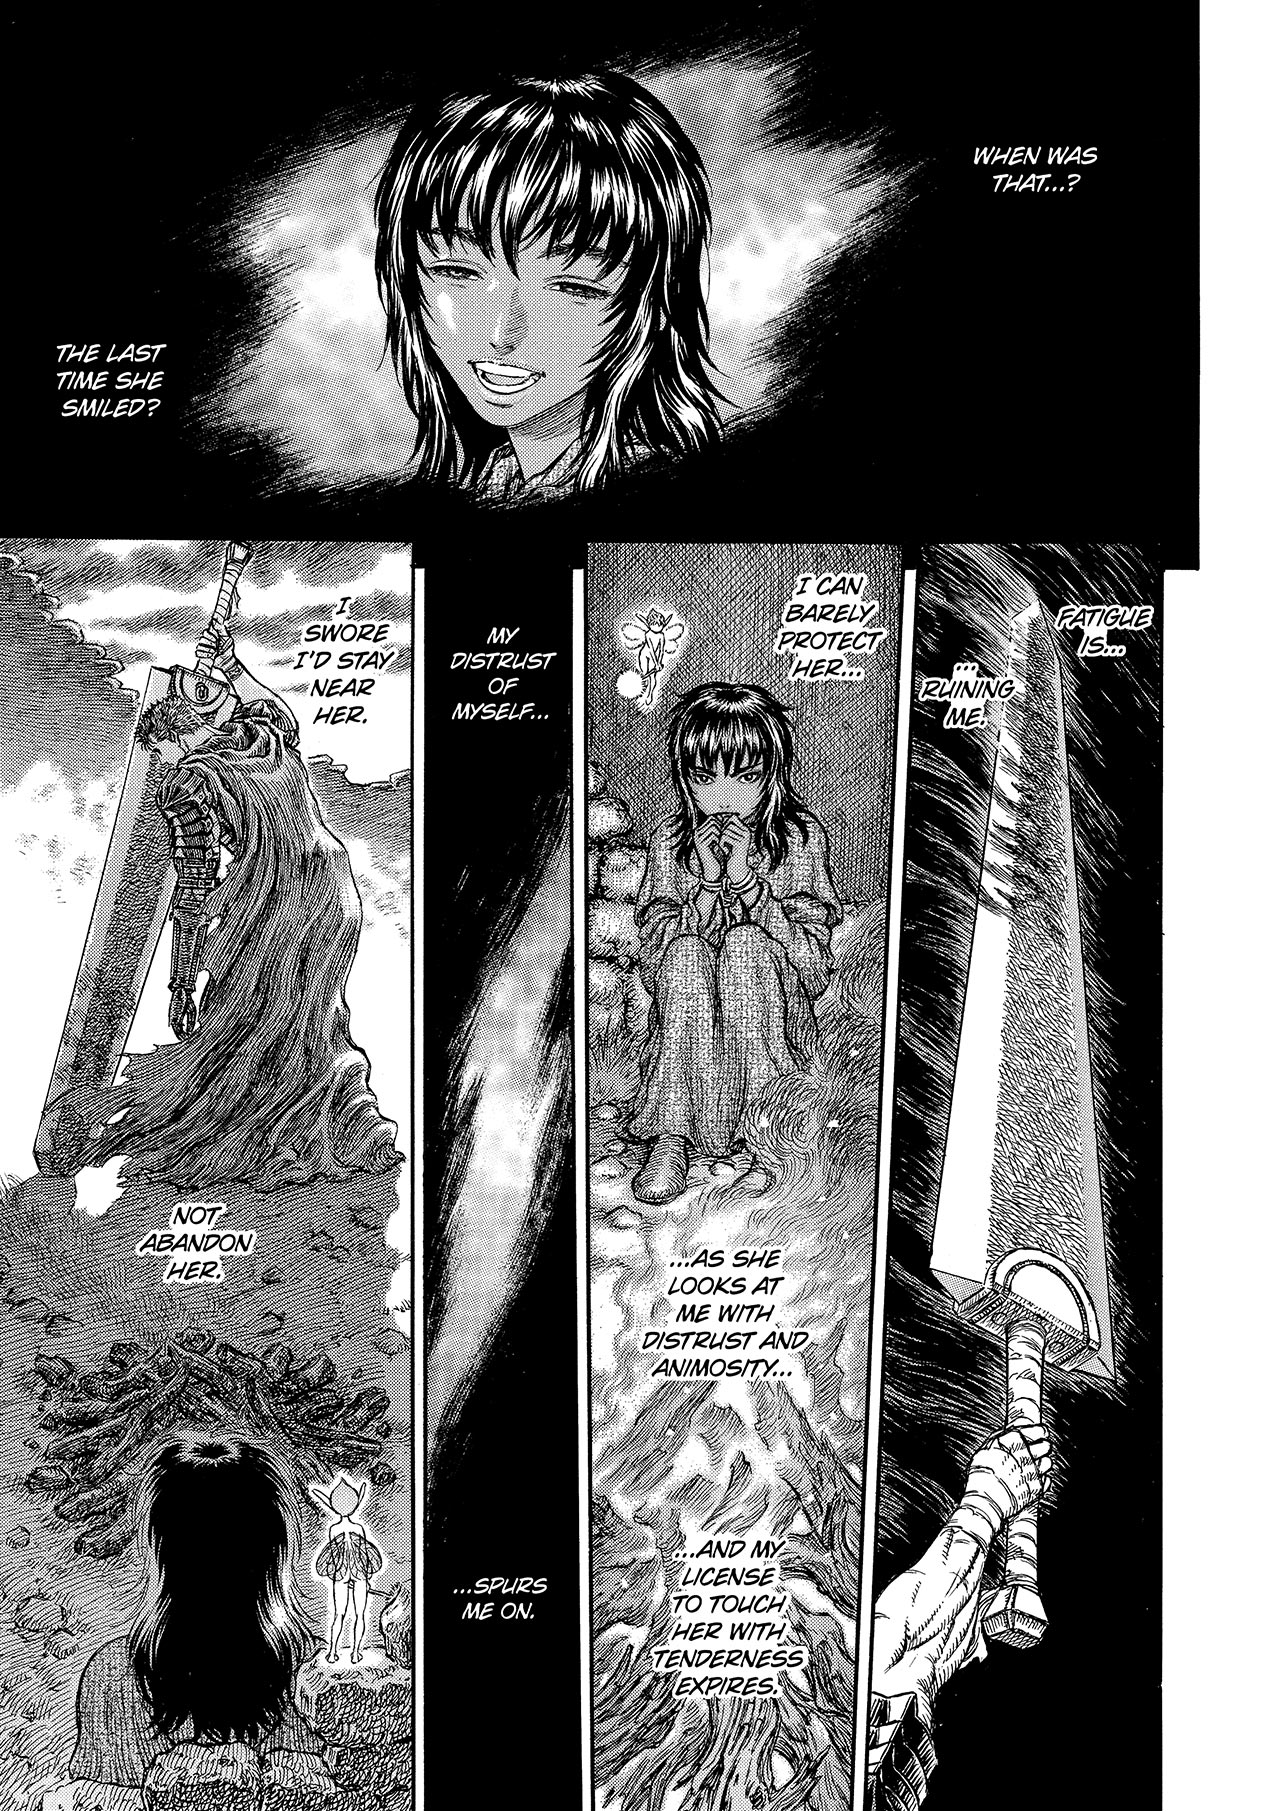 WHEN WAS
THAT...?
THE LAST
TIME SHE
SMILED?
FATIGUE
IS...
...
RUINING
ME.
I CAN
BARELY
PROTECT
HER...
...AS SHE
LOOKS AT
ME WITH
DISTRUST AND
ANIMOSITY...
...AND MY
LICENSE
TO TOUCH
HER WITH
TENDERNESS
EXPIRES.
MY
DISTRUST
OF
MYSELF...
...SPURS
ME ON.
I
SWORE
I'D STAY
NEAR
HER.
NOT
ABANDON
HER.